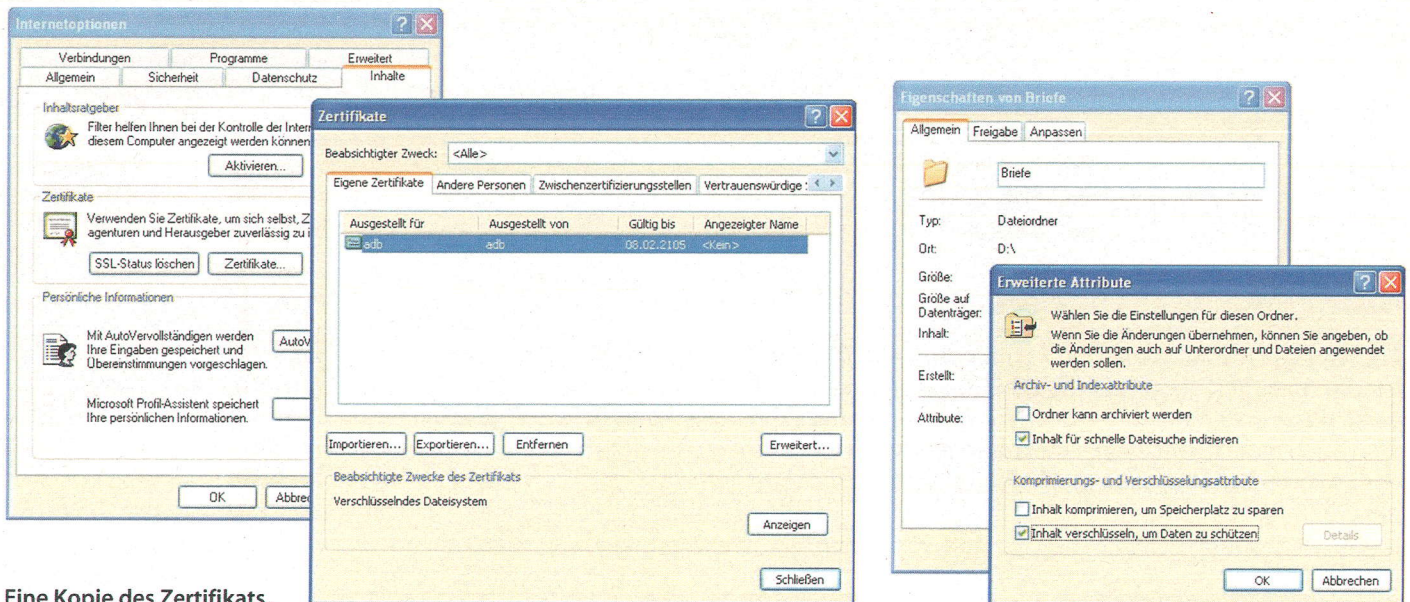 Internetoptionen
Verbindungen Programme Erweitert
Allgemein Sicherheit Datenschutz Inhalte
Inhaltsratgeber
Filter helfen Ihnen bei der Kontrolle der Intern
diesem Computer angezeigt werden können
Aktivieren...
Zertifikate
Verwenden Sie Zertifikate, um sich selbst, Z
agenturen und Herausgeber zuverlässig zu i
SSL-Status löschen Zertifikate...
Persönliche Informationen
Mit AutoVervollständigen werden
Ihre Eingaben gespeichert und
Übereinstimmungen vorgeschlagen.
AutoV
Microsoft Profil-Assistent speichert
Ihre persönlichen Informationen.
OK Abbrec
Zertifikate
Beabsichtigter Zweck: <Alle>
Eigene Zertifikate Andere Personen Zwischenzertifizierungsstellen Vertrauenswürdige
Ausgestellt für Ausgestellt von Gültig bis Angezeigter Name
adb adb 08.02.2105 <Kein>
Importieren... Exportieren... Entfernen Erweitert...
Beabsichtigte Zwecke des Zertifikats
Verschlüsselndes Dateisystem
Anzeigen
Schließen
Eigenschaften von Briefe
Allgemein Freigabe Anpassen
Briefe
Typ: Dateiordner
Ort: D:\
Größe:
Größe auf
Datenträger:
Inhalt:
Erstellt:
Attribute:
Erweiterte Attribute
Wählen Sie die Einstellungen für diesen Ordner.
Wenn Sie die Änderungen übernehmen, können Sie angeben, ob
die Änderungen auch auf Unterordner und Dateien angewendet
werden sollen.
Archiv- und Indexattribute
Ordner kann archiviert werden
Inhalt für schnelle Dateisuche indizieren
Komprimierungs- und Verschlüsselungsattribute
Inhalt komprimieren, um Speicherplatz zu sparen
Inhalt verschlüsseln, um Daten zu schützen Details
OK Abbrechen
Eine Kopie des Zertifikats